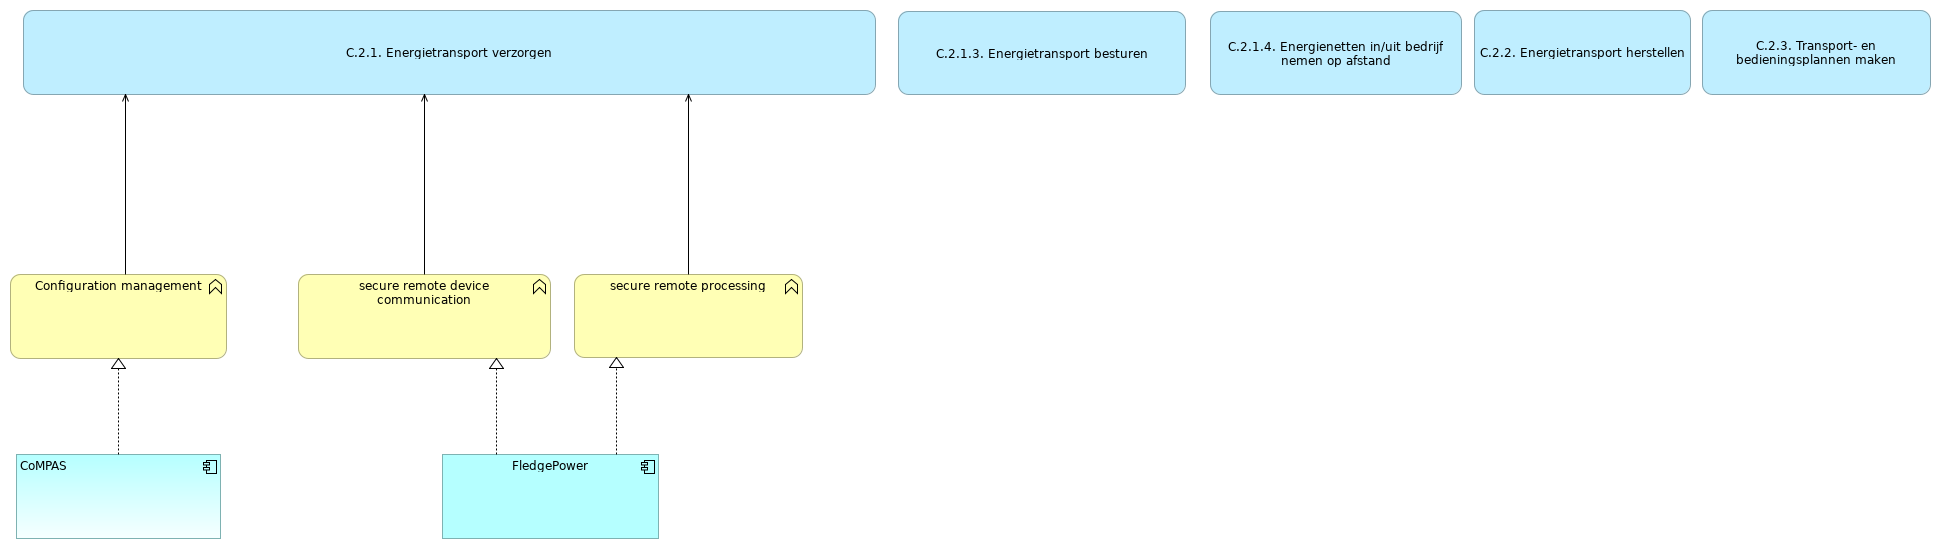 C.2.1. Energietransport verzorgen
C.2.1.3. Energietransport besturen
C.2.1.4. Energienetten in/uit bedrijf
nemen op afstand
C.2.2. Energietransport herstellen
C.2.3. Transport- en
bedieningsplannen maken
Configuration management
secure remote device
communication
secure remote processing
CoMPAS
FledgePower